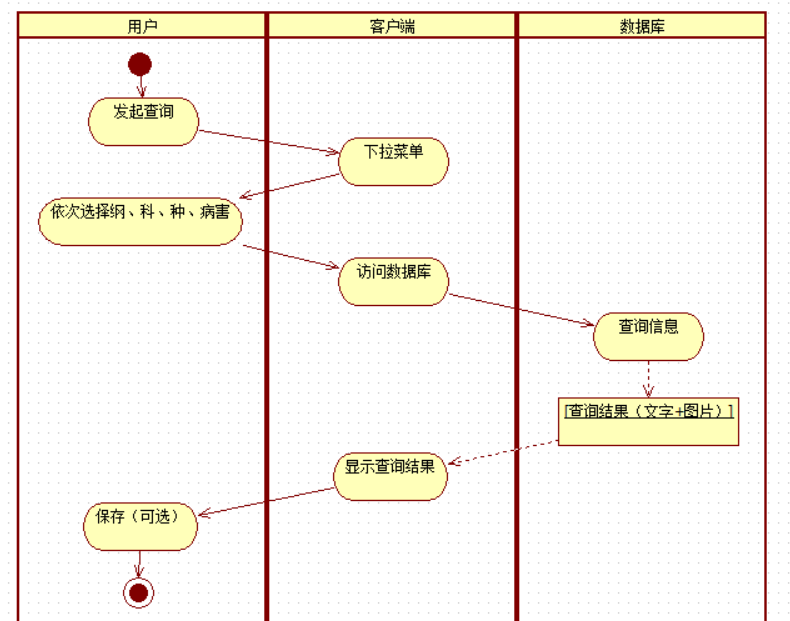 用户
客户端
数据库
发起查询
下拉菜单
依次选择纲、科、种、病害
访问数据库
查询信息
[查询结果（文字+图片）]
显示查询结果
保存（可选）